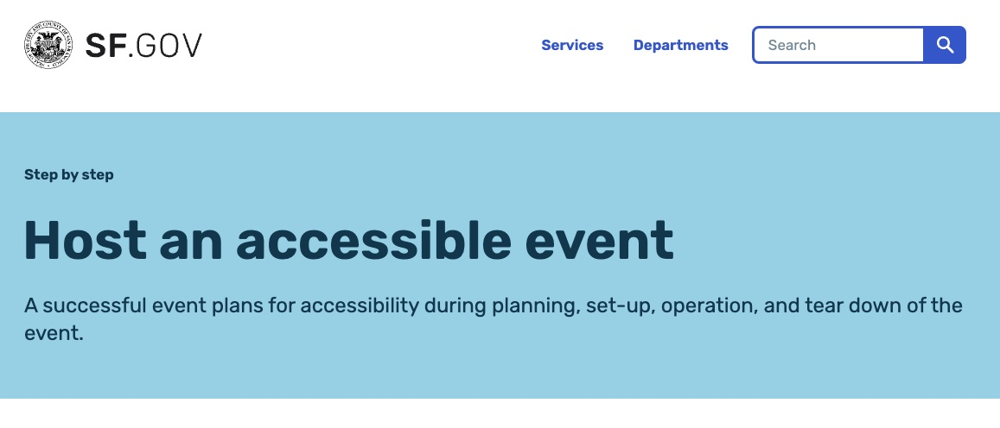 SF.GOV
Services
Departments
Search
Step by step
Host an accessible event
A successful event plans for accessibility during planning, set-up, operation, and tear down of the
event.